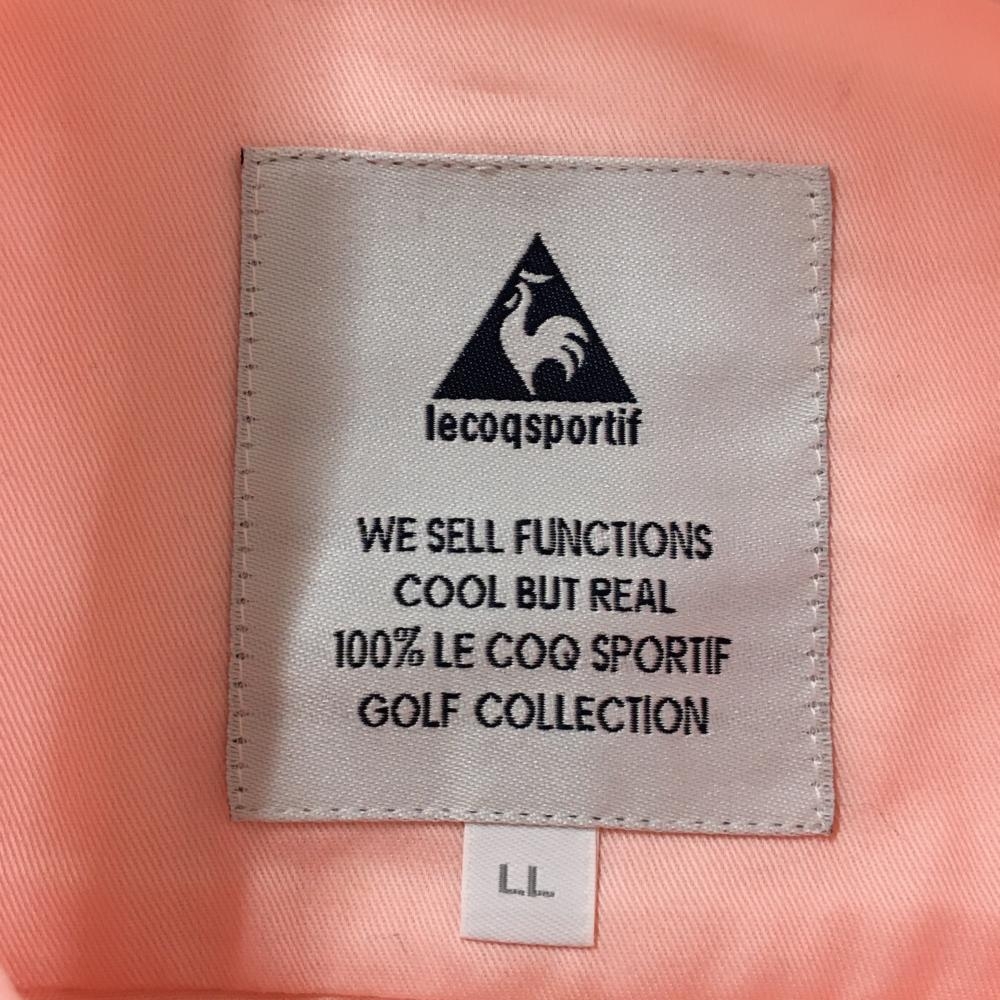 lecoqsportif
WE SELL FUNCTIONS
COOL BUT REAL
100% LE COQ SPORTIF
GOLF COLLECTION
LL